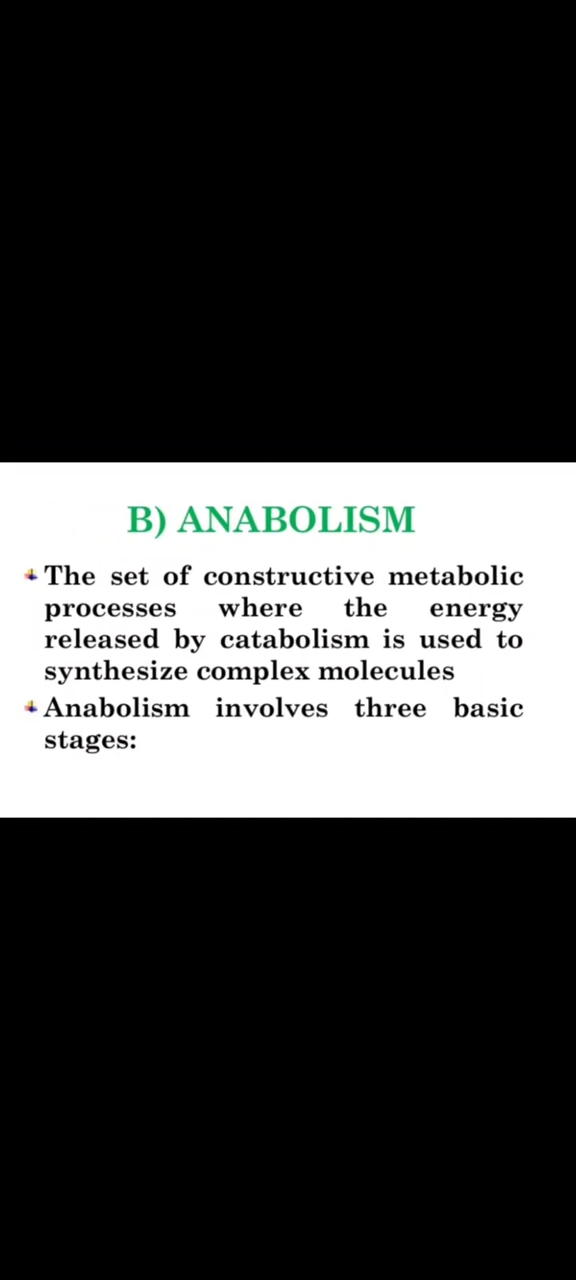 B) ANABOLISM
The set of constructive metabolic
processes where the energy
released by catabolism is used to
synthesize complex molecules
Anabolism involves three basic
stages: